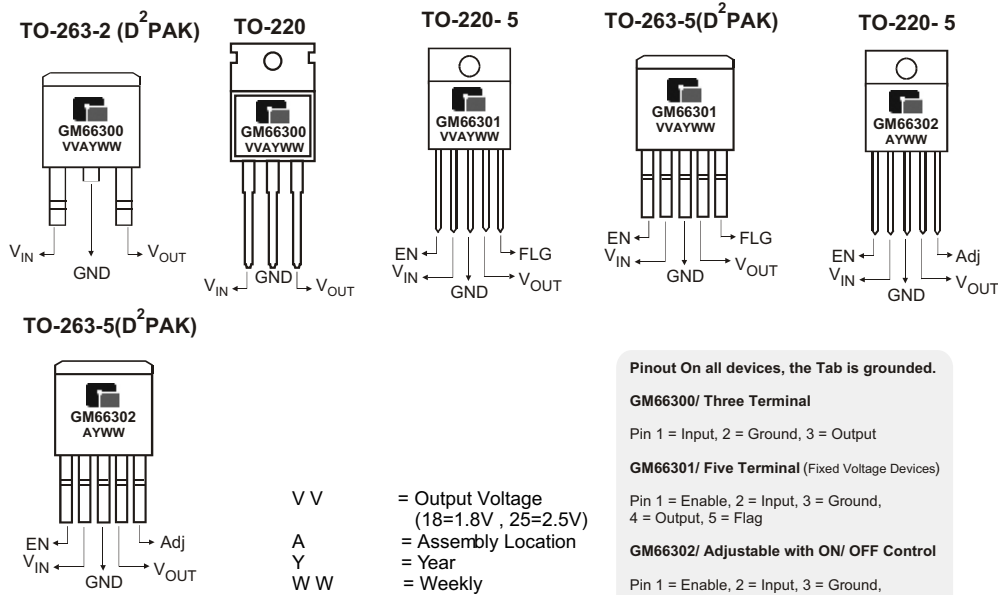 TO-263-2 (D²PAK)
TO-220
TO-220- 5
TO-263-5(D²PAK)
TO-220- 5
GM66300
VVAYWW
GM66300
VVAYWW
GM66301
VVAYWW
GM66301
VVAYWW
GM66302
AYWW
VIN
GND
VOUT
VIN
GND
VOUT
EN
FLG
VIN
GND
VOUT
EN
FLG
VIN
GND
VOUT
EN
Adj
VIN
GND
VOUT
TO-263-5(D²PAK)
GM66302
AYWW
EN
Adj
VIN
GND
VOUT
V V = Output Voltage
(18=1.8V , 25=2.5V)
A = Assembly Location
Y = Year
W W = Weekly
Pinout On all devices, the Tab is grounded.
GM66300/ Three Terminal
Pin 1 = Input, 2 = Ground, 3 = Output
GM66301/ Five Terminal (Fixed Voltage Devices)
Pin 1 = Enable, 2 = Input, 3 = Ground,
4 = Output, 5 = Flag
GM66302/ Adjustable with ON/ OFF Control
Pin 1 = Enable, 2 = Input, 3 = Ground,